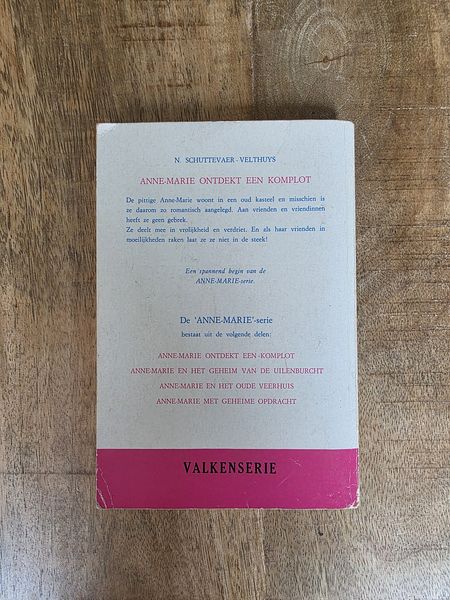 N. SCHUTTEVAER-VELTHUYS
ANNE-MARIE ONTDEKT EEN KOMPLOT
De pittige Anne-Marie woont in een oud kasteel en misschien is
ze daarom zo romantisch aangelegd. Aan vrienden en vriendinnen
heeft ze geen gebrek.
Ze deelt mee in vrolijkheid en verdriet. En als haar vrienden in
moeilijkheden raken laat ze ze niet in de steek!
Een spannend begin van de
ANNE-MARIE-serie.
De 'ANNE-MARIE'-serie
bestaat uit de volgende delen:
ANNE-MARIE ONTDEKT EEN KOMPLOT
ANNE-MARIE EN HET GEHEIM VAN DE UILENBURCHT
ANNE-MARIE EN HET OUDE VEERHUIS
ANNE-MARIE MET GEHEIME OPDRACHT
VALKENSERIE